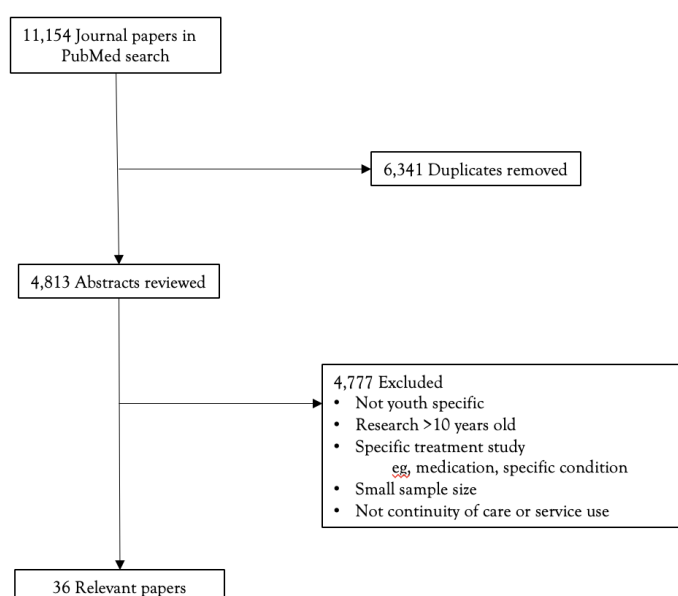 11,154 Journal papers in
PubMed search
6,341 Duplicates removed
4,813 Abstracts reviewed
4,777 Excluded
• Not youth specific
• Research >10 years old
• Specific treatment study
eg, medication, specific condition
• Small sample size
• Not continuity of care or service use
36 Relevant papers